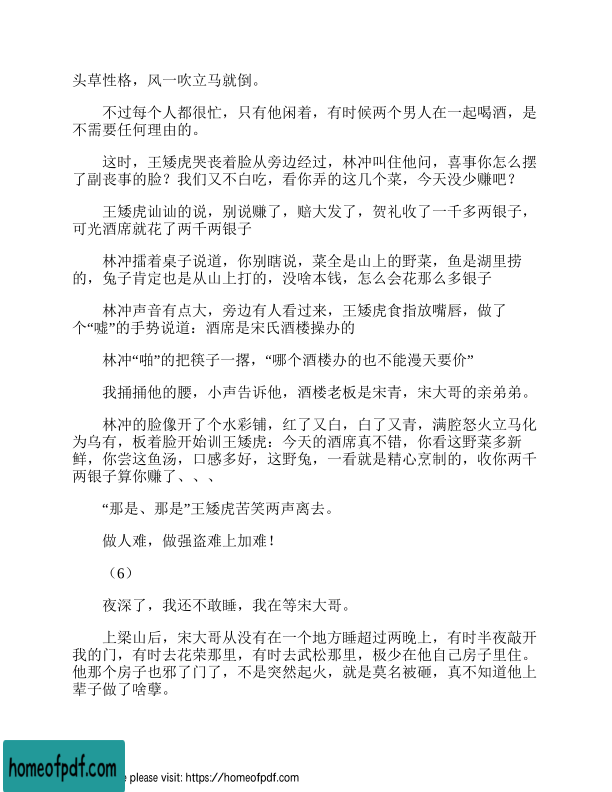 头草性格，风一吹立马就倒。
不过每个人都很忙，只有他闲着，有时候两个男人在一起喝酒，是
不需要任何理由的。
这时，王矮虎哭丧着脸从旁边经过，林冲叫住他问，喜事你怎么摆
了副丧事的脸？我们又不白吃，看你弄的这几个菜，今天没少赚吧？
王矮虎讪讪的说，别说赚了，赔大发了，贺礼收了一千多两银子，
可光酒席就花了两千两银子
林冲擂着桌子说道，你别瞎说，菜全是山上的野菜，鱼是湖里捞
的，兔子肯定也是从山上打的，没啥本钱，怎么会花那么多银子
林冲声音有点大，旁边有人看过来，王矮虎食指放嘴唇，做了
个“嘘”的手势说道：酒席是宋氏酒楼操办的
林冲“啪”的把筷子一撂，“哪个酒楼办的也不能漫天要价”
我捅捅他的腰，小声告诉他，酒楼老板是宋青，宋大哥的亲弟弟。
林冲的脸像开了个水彩铺，红了又白，白了又青，满腔怒火立马化
为乌有，板着脸开始训王矮虎：今天的酒席真不错，你看这野菜多新
鲜，你尝这鱼汤，口感多好，这野兔，一看就是精心烹制的，收你两千
两银子算你赚了、、、
“那是、那是”王矮虎苦笑两声离去。
做人难，做强盗难上加难！
（6）
夜深了，我还不敢睡，我在等宋大哥。
上梁山后，宋大哥从没有在一个地方睡超过两晚上，有时半夜敲开
我的门，有时去花荣那里，有时去武松那里，极少在他自己房子里住。
他那个房子也邪了门了，不是突然起火，就是莫名被砸，真不知道他上
辈子做了啥孽。
homeofpdf.com
e please visit: https://homeofpdf.com